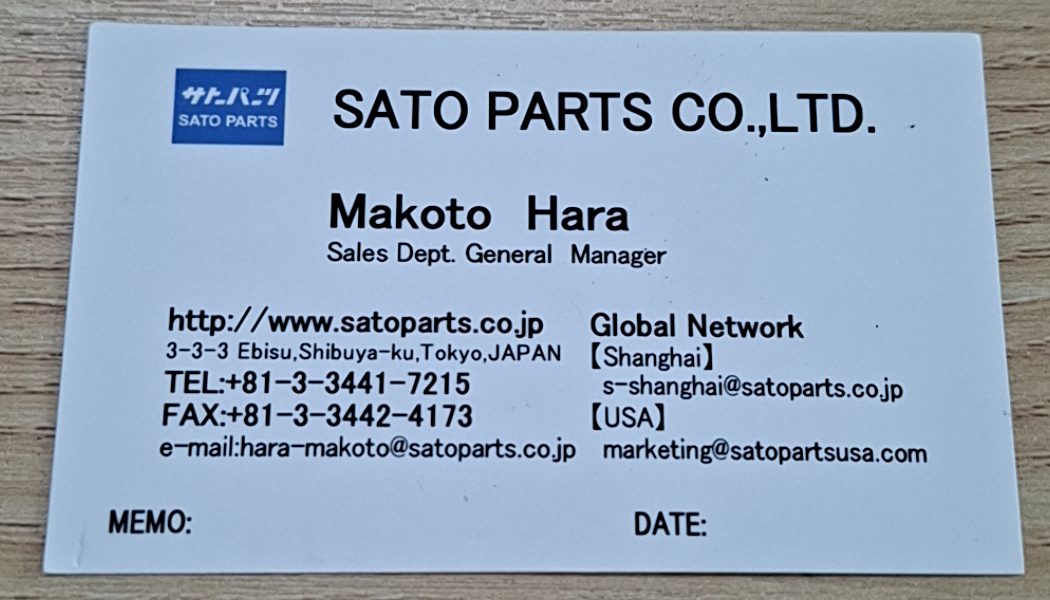 サトーパーツ
SATO PARTS
SATO PARTS CO.,LTD.
Makoto Hara
Sales Dept. General Manager
http://www.satoparts.co.jp
3-3-3 Ebisu,Shibuya-ku,Tokyo,JAPAN
TEL:+81-3-3441-7215
FAX:+81-3-3442-4173
e-mail:hara-makoto@satoparts.co.jp
Global Network
【Shanghai】
s-shanghai@satoparts.co.jp
【USA】
marketing@satopartsusa.com
MEMO:
DATE: